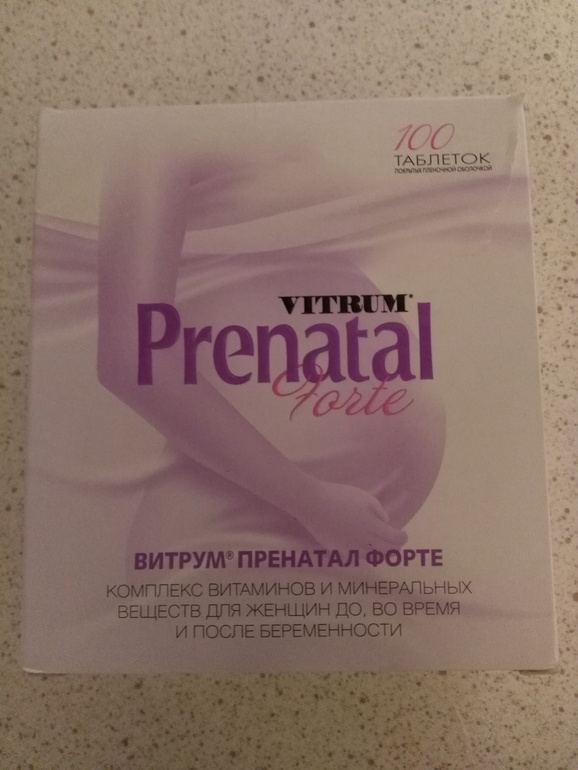 100
ТАБЛЕТОК
ПОКРЫТЫХ ПЛЕНОЧНОЙ ОБОЛОЧКОЙ
VITRUM®
Prenatal
Forte
ВИТРУМ® ПРЕНАТАЛ ФОРТЕ
КОМПЛЕКС ВИТАМИНОВ И МИНЕРАЛЬНЫХ
ВЕЩЕСТВ ДЛЯ ЖЕНЩИН ДО, ВО ВРЕМЯ
И ПОСЛЕ БЕРЕМЕННОСТИ